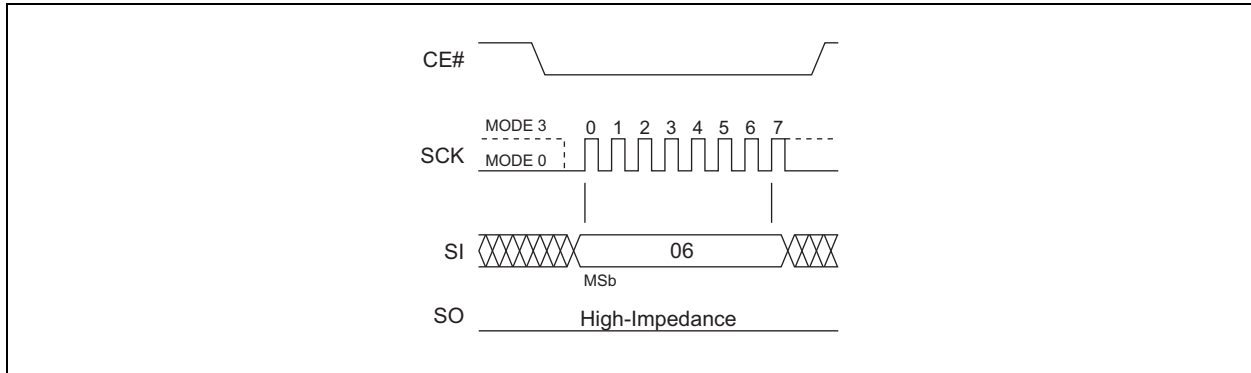 CE#
MODE 3
0 1 2 3 4 5 6 7
SCK
MODE 0
SI
06
MSb
SO
High-Impedance